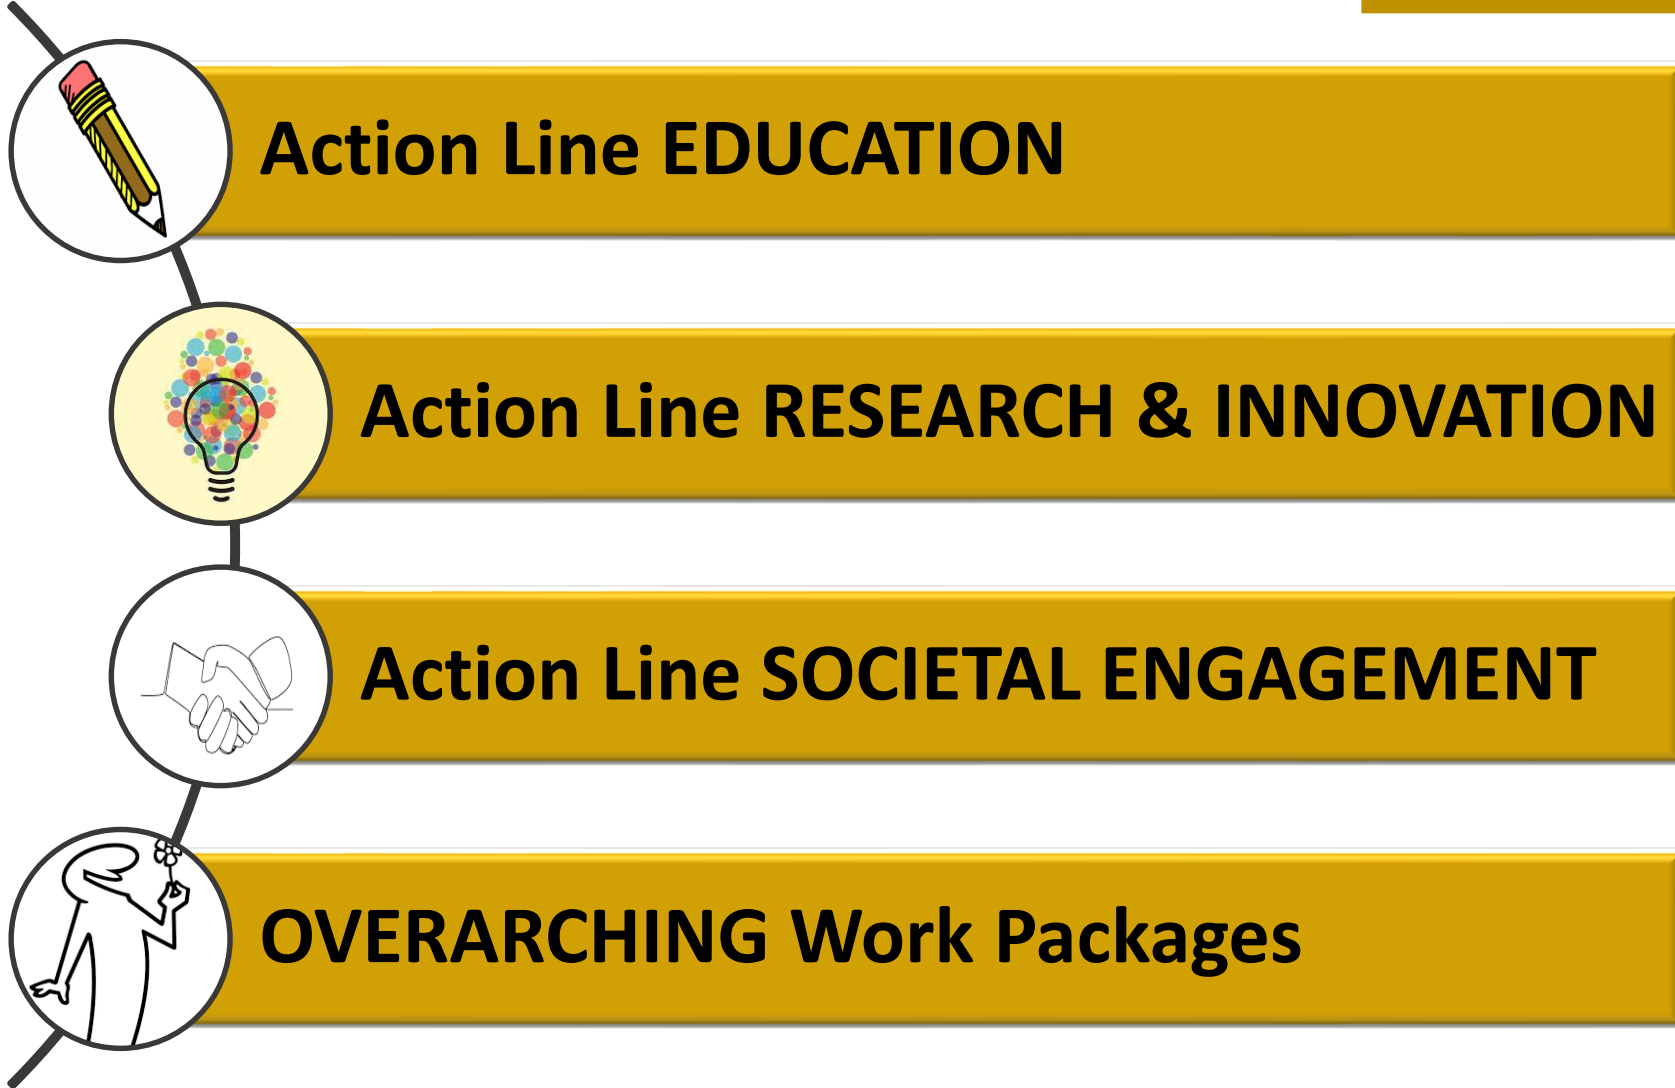 Action Line EDUCATION
Action Line RESEARCH & INNOVATION
Action Line SOCIETAL ENGAGEMENT
OVERARCHING Work Packages